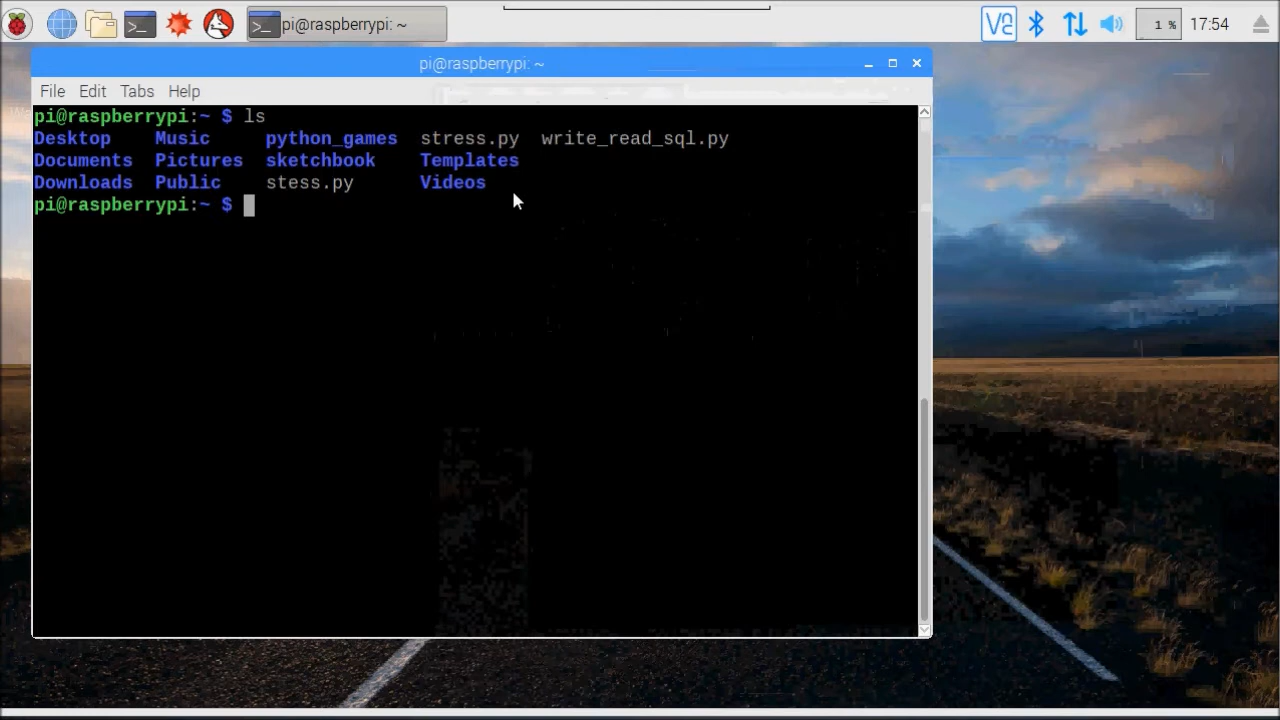 pi@raspberrypi: ~
1 %
17:54
pi@raspberrypi: ~
File Edit Tabs Help
pi@raspberrypi:~ $ ls
Desktop Music python_games stress.py write_read_sql.py
Documents Pictures sketchbook Templates
Downloads Public stess.py Videos
pi@raspberrypi:~ $